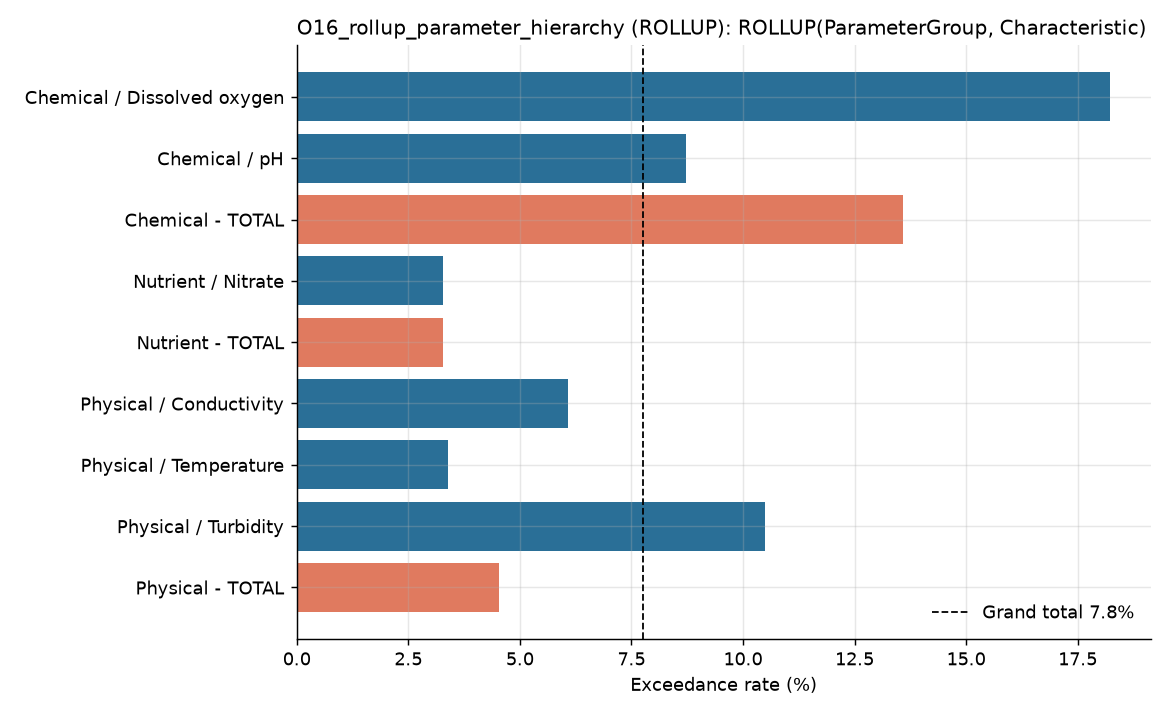 O16_rollup_parameter_hierarchy (ROLLUP): ROLLUP(ParameterGroup, Characteristic)
Chemical / Dissolved oxygen
Chemical / pH
Chemical - TOTAL
Nutrient / Nitrate
Nutrient - TOTAL
Physical / Conductivity
Physical / Temperature
Physical / Turbidity
Physical - TOTAL
Grand total 7.8%
0.0 2.5 5.0 7.5 10.0 12.5 15.0 17.5
Exceedance rate (%)